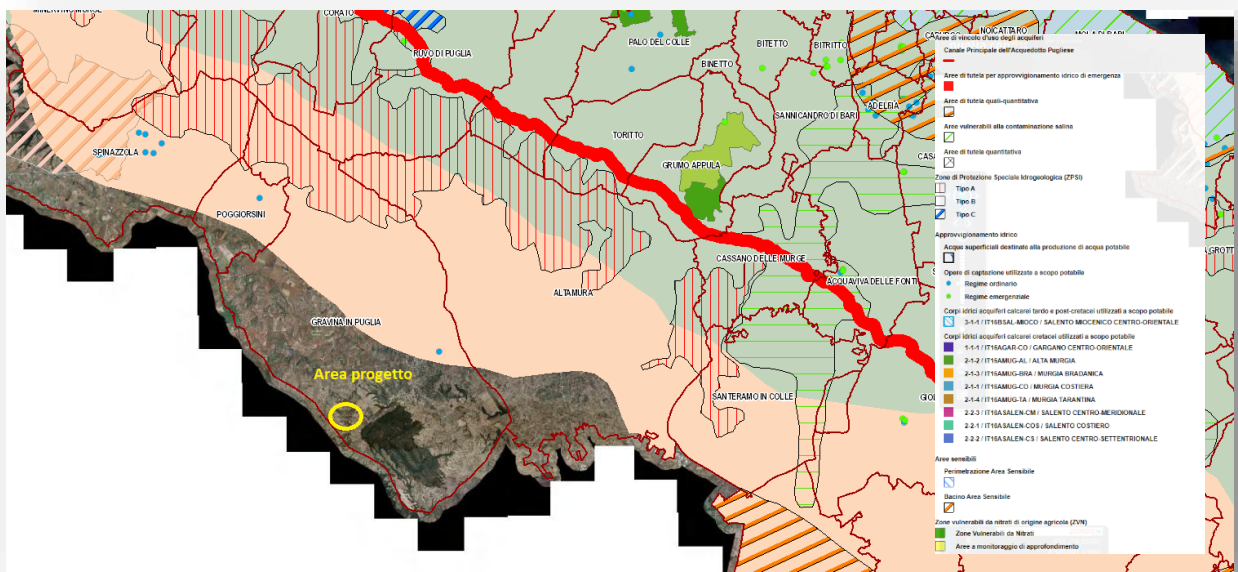 MINERVINO MURGE
CORATO
RUVO DI PUGLIA
PALO DEL COLLE
BITETTO
BITRITTO
BINETTO
NOICATTARO
MOLA DI BARI
SANNICANDRO DI BARI
ADELFIA
TORITTO
GRUMO APPULA
SPINAZZOLA
POGGIORSINI
CASSANO DELLE MURGE
ACQUAVIVA DELLE FONTI
ALTAMURA
GRAVINA IN PUGLIA
Area progetto
SANTERAMO IN COLLE
Aree di vincolo d'uso degli acquiferi
Canale Principale dell'Acquedotto Pugliese
Aree di tutela per approvvigionamento idrico di emergenza
Aree di tutela quali-quantitativa
Aree vulnerabili alla contaminazione salina
Aree di tutela quantitativa
Zone di Protezione Speciale Idrogeologica (ZPSI)
Tipo A
Tipo B
Tipo C
Approvvigionamento idrico
Acque superficiali destinate alla produzione di acqua potabile
Opere di captazione utilizzate a scopo potabile
Regime ordinario
Regime emergenziale
Corpi idrici acquiferi calcarei tardo e post-cretacei utilizzati a scopo potabile
3-1-1 / IT16BSAL-MIOCO / SALENTO MIOCENICO CENTRO-ORIENTALE
Corpi idrici acquiferi calcarei cretacei utilizzati a scopo potabile
1-1-1 / IT16AGAR-CO / GARGANO CENTRO-ORIENTALE
2-1-2 / IT16AMUG-AL / ALTA MURGIA
2-1-3 / IT16AMUG-BRA / MURGIA BRADANICA
2-1-1 / IT16AMUG-CO / MURGIA COSTIERA
2-1-4 / IT16AMUG-TA / MURGIA TARANTINA
2-2-3 / IT16ASALEN-CM / SALENTO CENTRO-MERIDIONALE
2-2-1 / IT16ASALEN-COS / SALENTO COSTIERO
2-2-2 / IT16ASALEN-CS / SALENTO CENTRO-SETTENTRIONALE
Aree sensibili
Perimetrazione Area Sensibile
Bacino Area Sensibile
Zone vulnerabili da nitrati di origine agricola (ZVN)
Zone Vulnerabili da Nitrati
Aree a monitoraggio di approfondimento